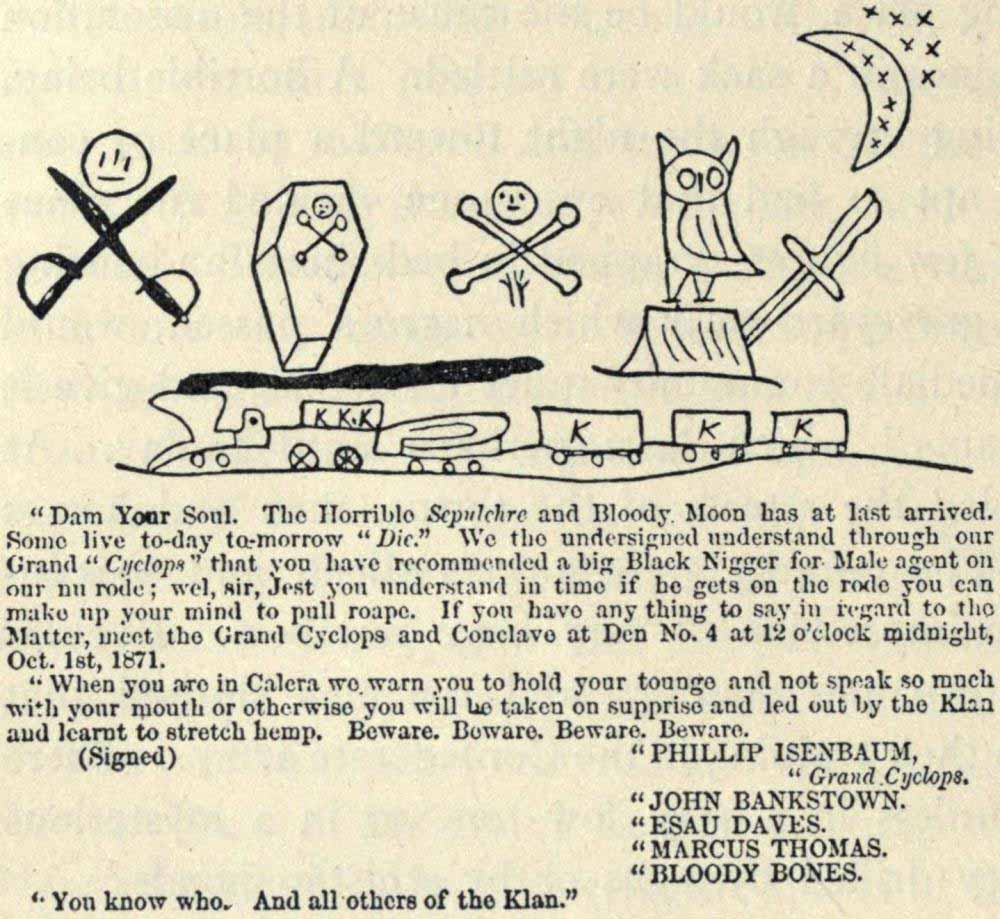 K K.K K K K
"Dam Your Soul. The Horrible Sepulchre and Bloody Moon has at last arrived.
Some live to-day to-morrow "Die." We the undersigned understand through our
Grand "Cyclops" that you have recommended a big Black Nigger for Male agent on
our nu rode; wel, sir, Jest you understand in time if he gets on the rode you can
make up your mind to pull roape. If you have any thing to say in regard to the
Matter, meet the Grand Cyclops and Conclave at Den No. 4 at 12 o'clock midnight,
Oct. 1st, 1871.
"When you are in Calera we warn you to hold your tounge and not speak so much
with your mouth or otherwise you will be taken on supprise and led out by the Klan
and learnt to stretch hemp. Beware. Beware. Beware. Beware.
(Signed) "PHILLIP ISENBAUM,
"Grand Cyclops.
"JOHN BANKSTOWN.
"ESAU DAVES.
"MARCUS THOMAS.
"BLOODY BONES.
"You know who. And all others of the Klan."